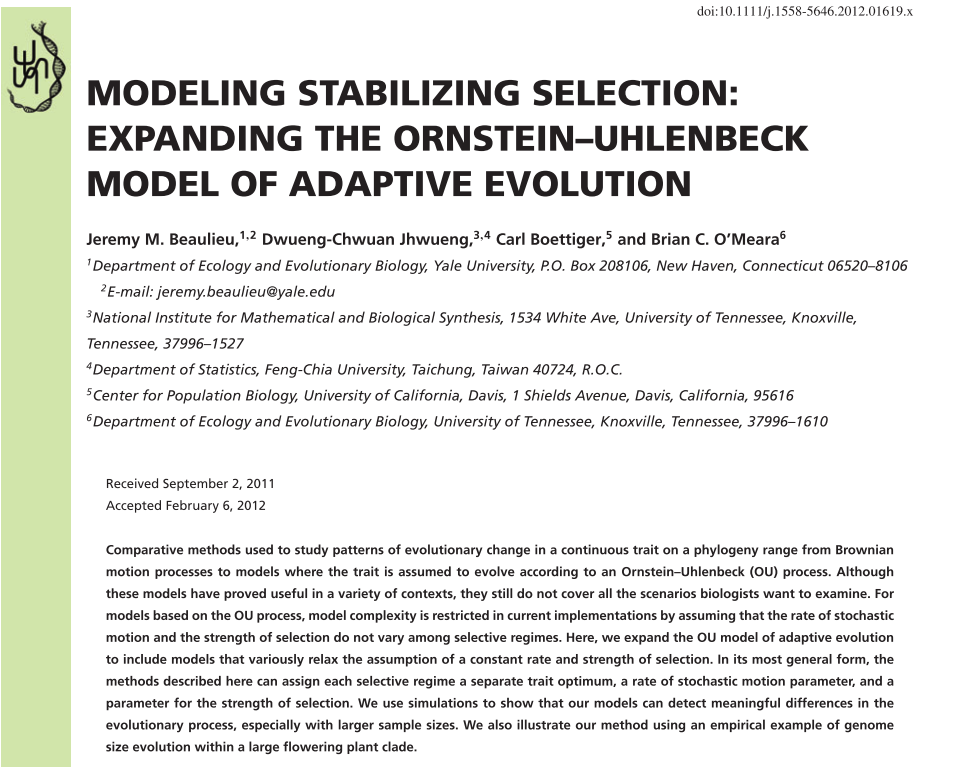 doi:10.1111/j.1558-5646.2012.01619.x
MODELING STABILIZING SELECTION:
EXPANDING THE ORNSTEIN–UHLENBECK
MODEL OF ADAPTIVE EVOLUTION
Jeremy M. Beaulieu,1,2 Dwueng-Chwuan Jhwueng,3,4 Carl Boettiger,5 and Brian C. O’Meara6
1Department of Ecology and Evolutionary Biology, Yale University, P.O. Box 208106, New Haven, Connecticut 06520–8106
2E-mail: jeremy.beaulieu@yale.edu
3National Institute for Mathematical and Biological Synthesis, 1534 White Ave, University of Tennessee, Knoxville,
Tennessee, 37996–1527
4Department of Statistics, Feng-Chia University, Taichung, Taiwan 40724, R.O.C.
5Center for Population Biology, University of California, Davis, 1 Shields Avenue, Davis, California, 95616
6Department of Ecology and Evolutionary Biology, University of Tennessee, Knoxville, Tennessee, 37996–1610
Received September 2, 2011
Accepted February 6, 2012
Comparative methods used to study patterns of evolutionary change in a continuous trait on a phylogeny range from Brownian
motion processes to models where the trait is assumed to evolve according to an Ornstein–Uhlenbeck (OU) process. Although
these models have proved useful in a variety of contexts, they still do not cover all the scenarios biologists want to examine. For
models based on the OU process, model complexity is restricted in current implementations by assuming that the rate of stochastic
motion and the strength of selection do not vary among selective regimes. Here, we expand the OU model of adaptive evolution
to include models that variously relax the assumption of a constant rate and strength of selection. In its most general form, the
methods described here can assign each selective regime a separate trait optimum, a rate of stochastic motion parameter, and a
parameter for the strength of selection. We use simulations to show that our models can detect meaningful differences in the
evolutionary process, especially with larger sample sizes. We also illustrate our method using an empirical example of genome
size evolution within a large flowering plant clade.